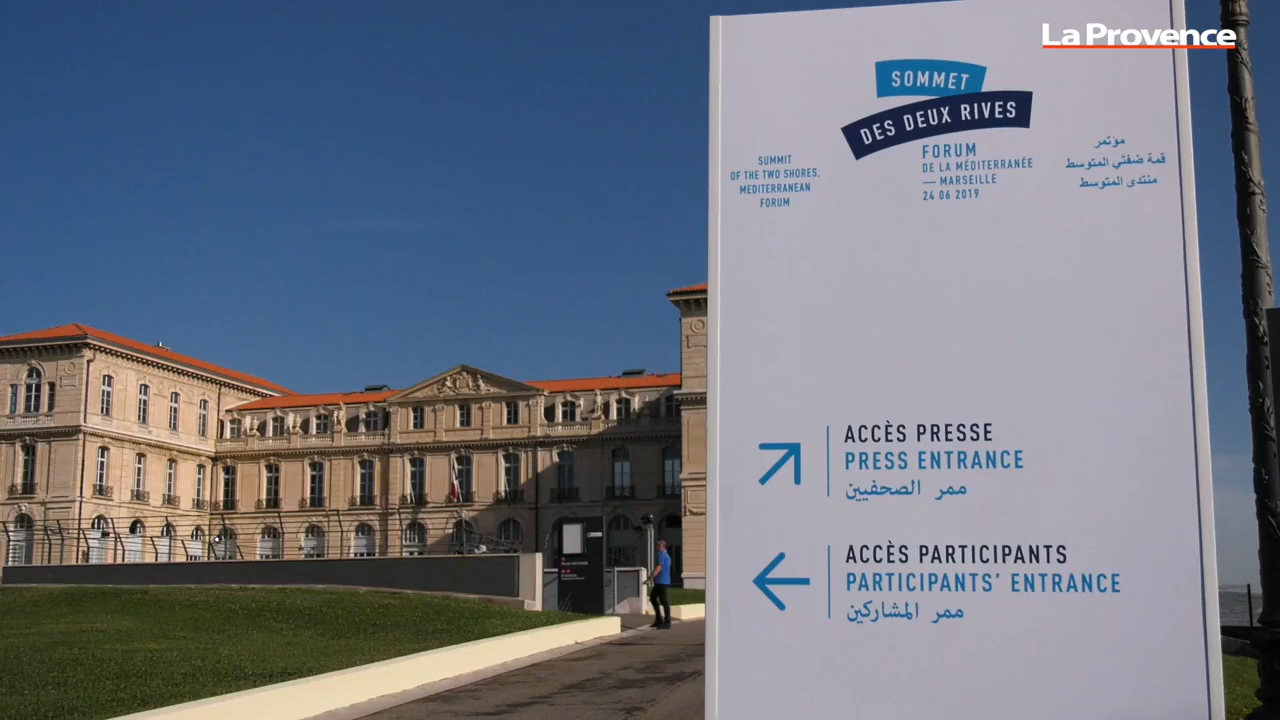 La Provence
SOMMET
DES DEUX RIVES
FORUM
DE LA MÉDITERRANÉE
— MARSEILLE
24 06 2019
SUMMIT
OF THE TWO SHORES,
MEDITERRANEAN
FORUM
مؤتمر
قمة ضفتي المتوسط
منتدى المتوسط
ACCÈS PRESSE
PRESS ENTRANCE
ممر الصحفيين
ACCÈS PARTICIPANTS
PARTICIPANTS' ENTRANCE
ممر المشاركين